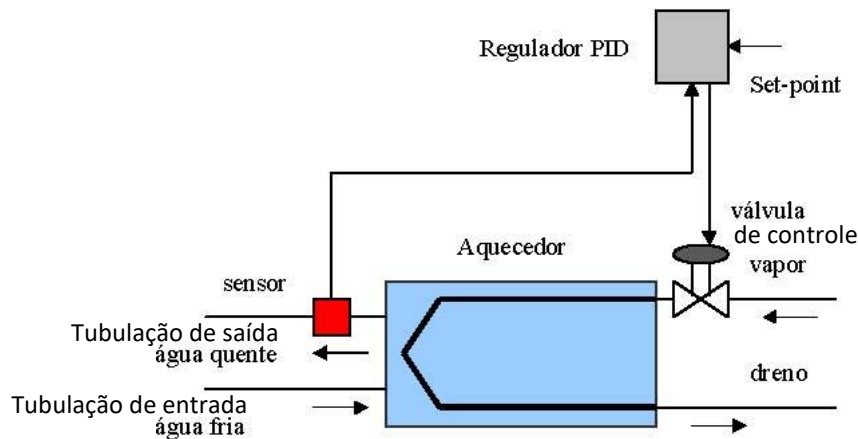 Regulador PID
Set-point
válvula
de controle
Aquecedor
vapor
sensor
Tubulação de saída
água quente
dreno
Tubulação de entrada
água fria